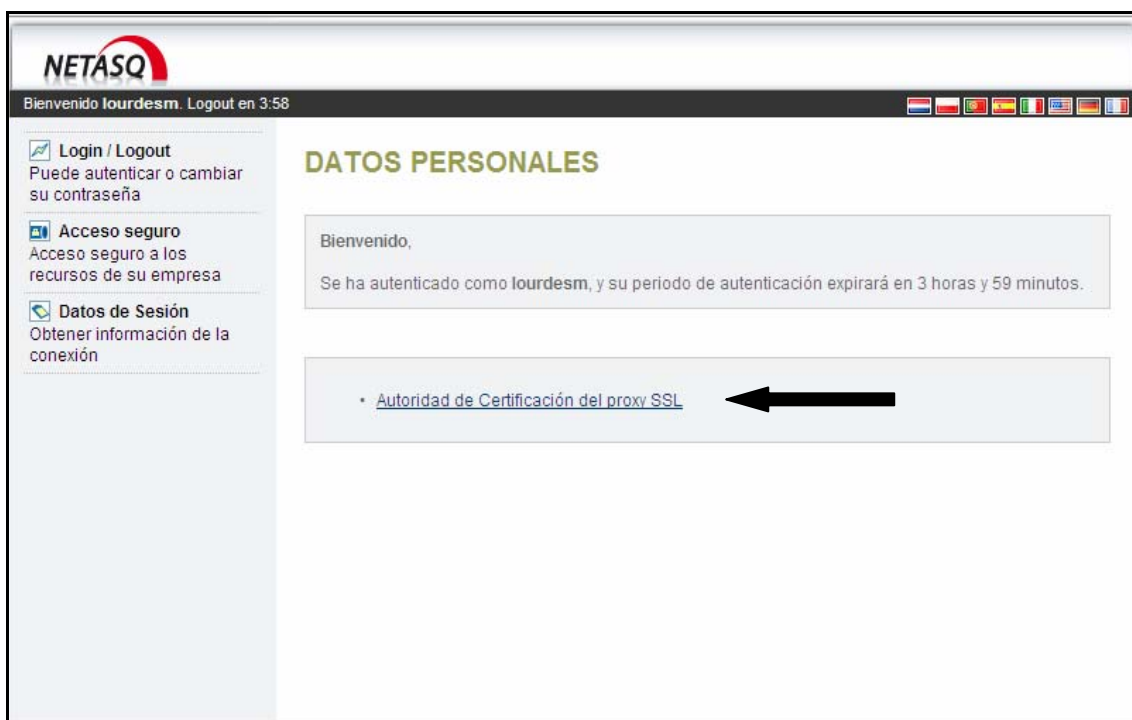 NETASQ
Bienvenido lourdesm. Logout en 3:58
Login / Logout
Puede autenticar o cambiar
su contraseña
Acceso seguro
Acceso seguro a los
recursos de su empresa
Datos de Sesión
Obtener información de la
conexión
DATOS PERSONALES
Bienvenido,
Se ha autenticado como lourdesm, y su periodo de autenticación expirará en 3 horas y 59 minutos.
• Autoridad de Certificación del proxy SSL